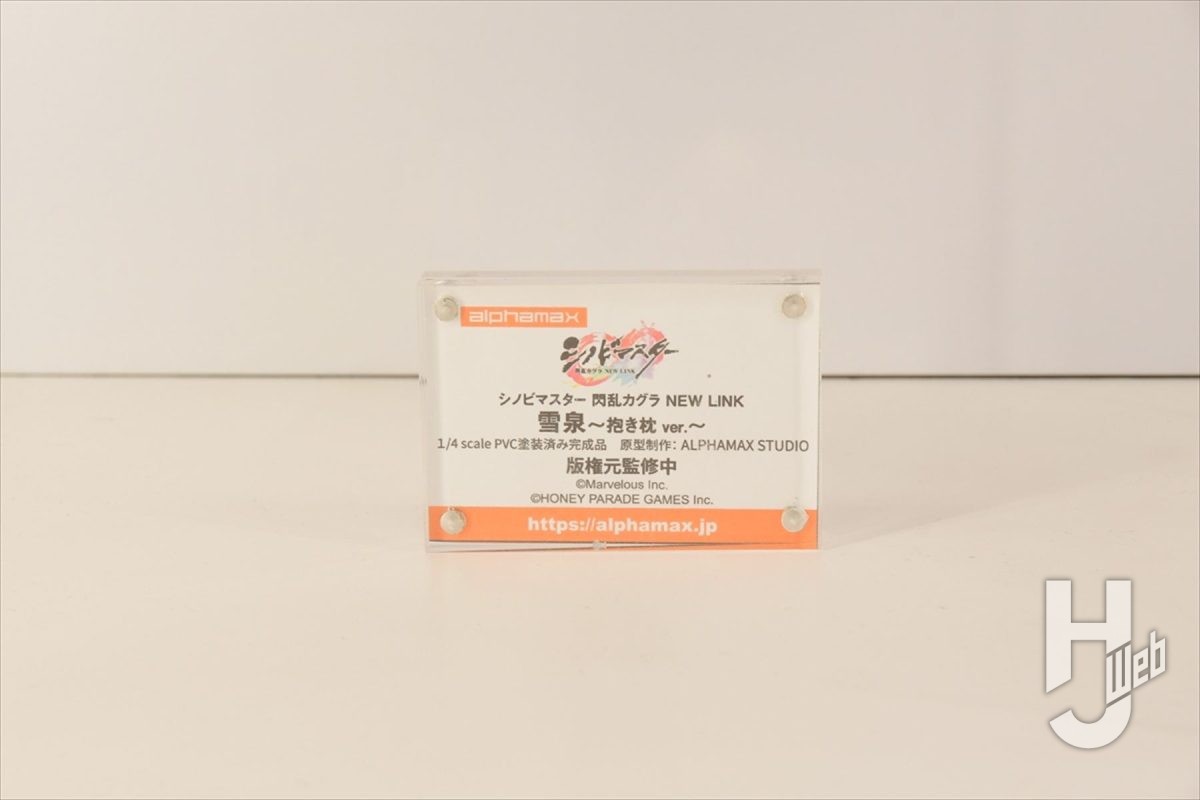 alphamax
シノビマスター
閃乱カグラ NEW LINK
シノビマスター 閃乱カグラ NEW LINK
雪泉～抱き枕 ver.～
1/4 scale PVC塗装済み完成品　原型制作：ALPHAMAX STUDIO
版権元監修中
©Marvelous Inc.
©HONEY PARADE GAMES Inc.
https://alphamax.jp
HJ Web